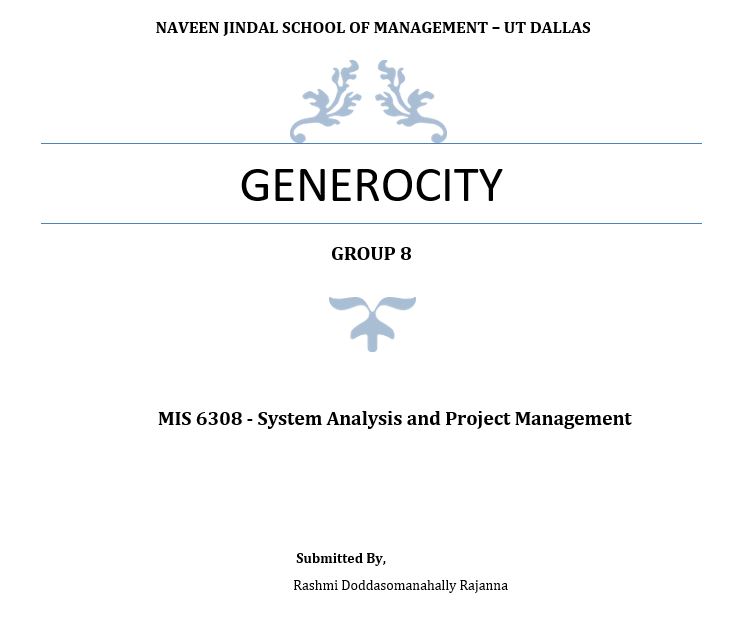 NAVEEN JINDAL SCHOOL OF MANAGEMENT – UT DALLAS
GENEROCITY
GROUP 8
MIS 6308 - System Analysis and Project Management
Submitted By,
Rashmi Doddasomanahally Rajanna